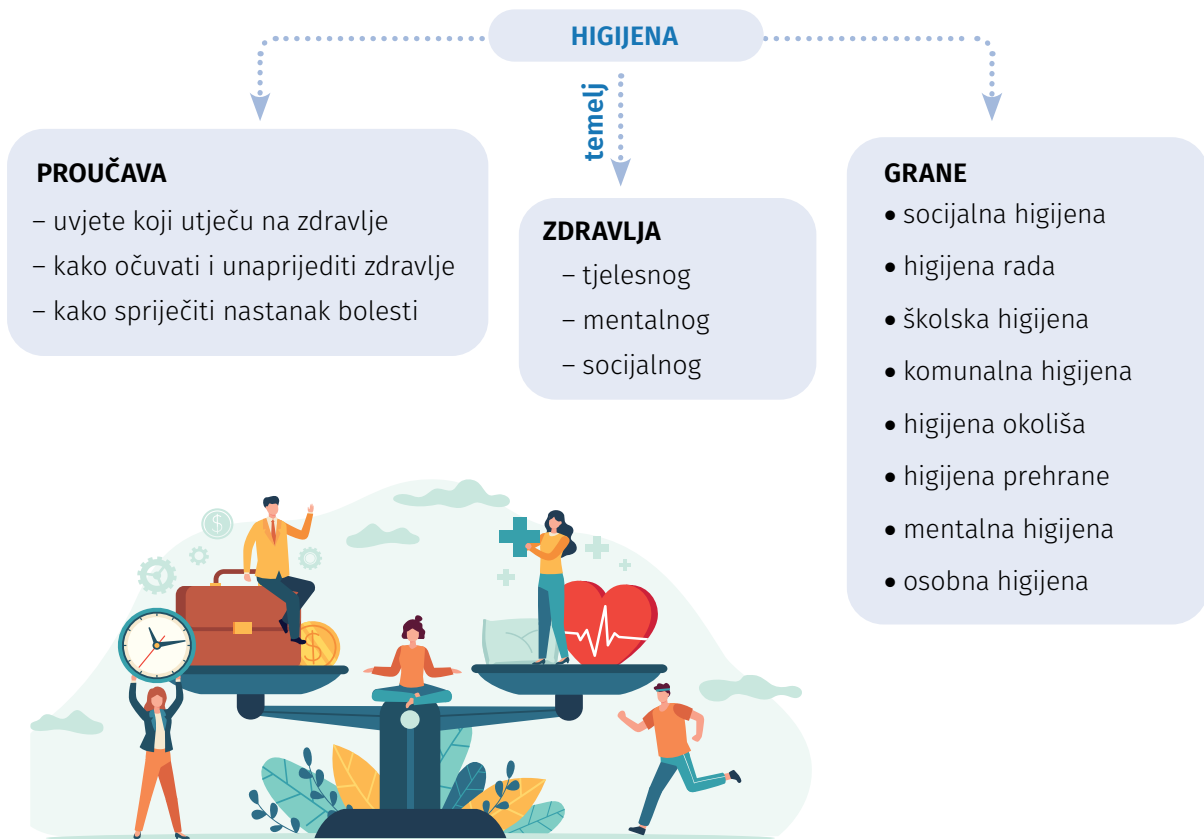 HIGIJENA
temelj
PROUČAVA
– uvjete koji utječu na zdravlje
– kako očuvati i unaprijediti zdravlje
– kako spriječiti nastanak bolesti
ZDRAVLJA
– tjelesnog
– mentalnog
– socijalnog
GRANE
• socijalna higijena
• higijena rada
• školska higijena
• komunalna higijena
• higijena okoliša
• higijena prehrane
• mentalna higijena
• osobna higijena
$
$